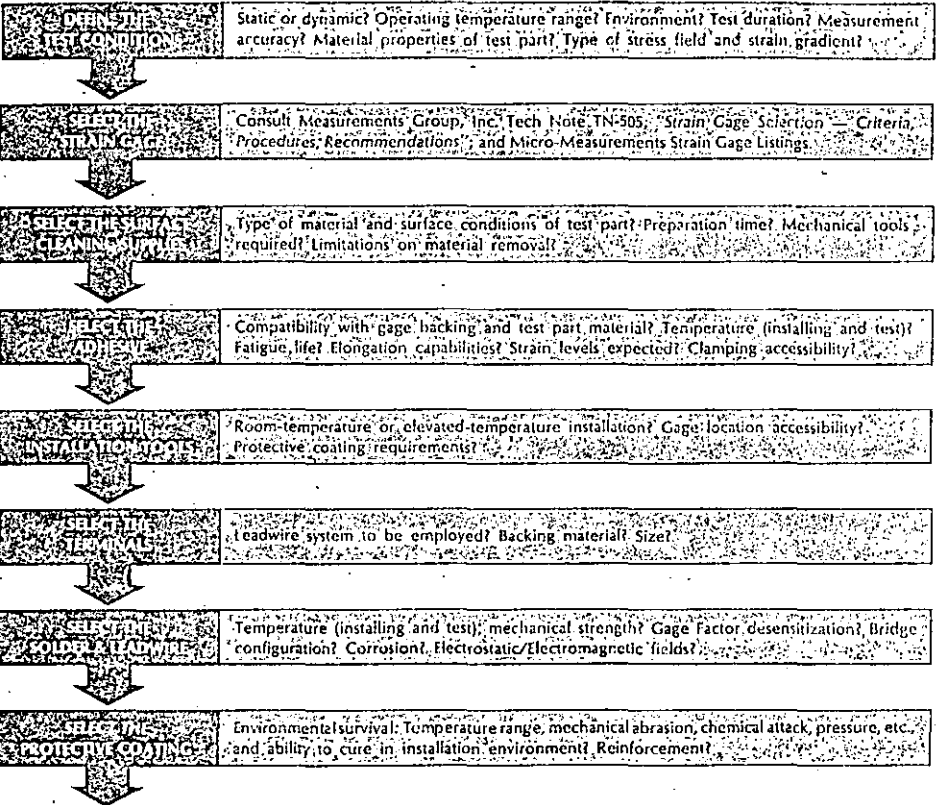 DEFINE THE
TEST CONDITIONS
Static or dynamic? Operating temperature range? Environment? Test duration? Measurement
accuracy? Material properties of test part? Type of stress field and strain gradient?
SELECT THE
STRAIN GAGE
Consult Measurements Group, Inc. Tech Note TN-505, "Strain Gage Selection — Criteria,
Procedures, Recommendations"; and Micro-Measurements Strain Gage Listings.
SELECT THE SURFACE
CLEANING SUPPLIES
Type of material and surface conditions of test part? Preparation time? Mechanical tools
required? Limitations on material removal?
SELECT THE
ADHESIVE
Compatibility with gage backing and test part material? Temperature (installing and test)?
Fatigue life? Elongation capabilities? Strain levels expected? Clamping accessibility?
SELECT THE
INSTALLATION TOOLS
Room-temperature or elevated-temperature installation? Gage location accessibility?
Protective coating requirements?
SELECT THE
TERMINALS
Leadwire system to be employed? Backing material? Size?
SELECT THE
SOLDER & LEADWIRE
Temperature (installing and test), mechanical strength? Gage Factor desensitization? Bridge
configuration? Corrosion? Electrostatic/Electromagnetic fields?
SELECT THE
PROTECTIVE COATING
Environmental survival: Temperature range, mechanical abrasion, chemical attack, pressure, etc.,
and ability to cure in installation environment? Reinforcement?